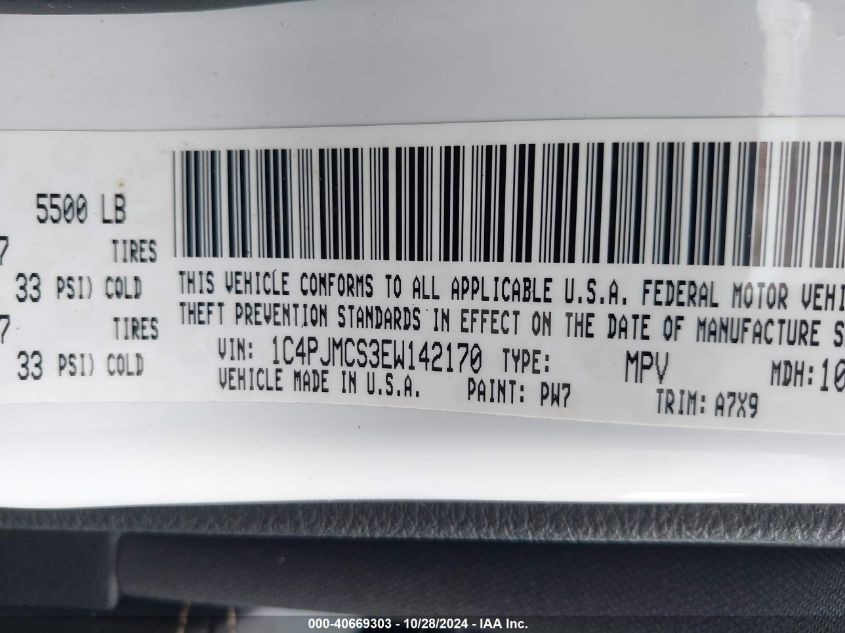 5500 LB
7 TIRES
33 PSI) COLD
7 TIRES
33 PSI) COLD
THIS VEHICLE CONFORMS TO ALL APPLICABLE U.S.A. FEDERAL MOTOR VEHI
THEFT PREVENTION STANDARDS IN EFFECT ON THE DATE OF MANUFACTURE S
VIN: 1C4PJMCS3EW142170 TYPE: MPV MDH: 10
VEHICLE MADE IN U.S.A. PAINT: PW7 TRIM: A7X9
000-40669303 - 10/28/2024 - IAA Inc.